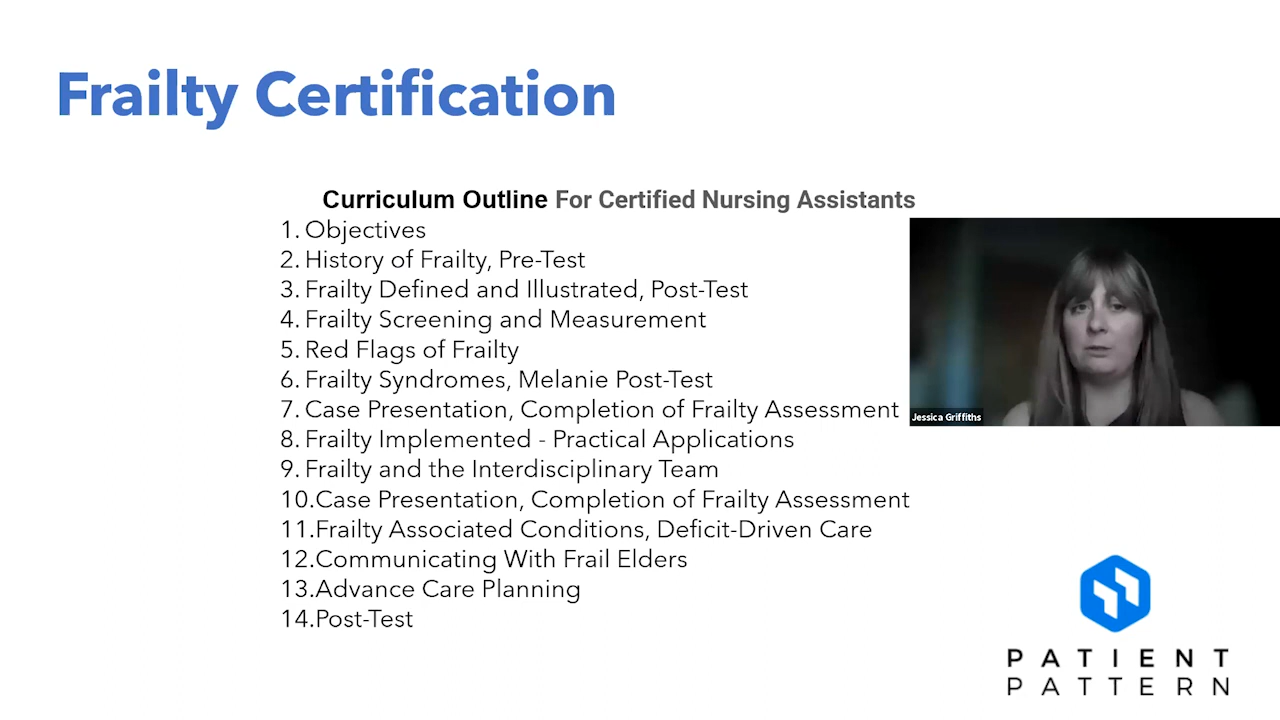 Frailty Certification
Curriculum Outline For Certified Nursing Assistants
1. Objectives
2. History of Frailty, Pre-Test
3. Frailty Defined and Illustrated, Post-Test
4. Frailty Screening and Measurement
5. Red Flags of Frailty
6. Frailty Syndromes, Melanie Post-Test
7. Case Presentation, Completion of Frailty Assessment
8. Frailty Implemented - Practical Applications
9. Frailty and the Interdisciplinary Team
10.Case Presentation, Completion of Frailty Assessment
11.Frailty Associated Conditions, Deficit-Driven Care
12.Communicating With Frail Elders
13.Advance Care Planning
14.Post-Test
Jessica Griffiths
PATIENT
PATTERN